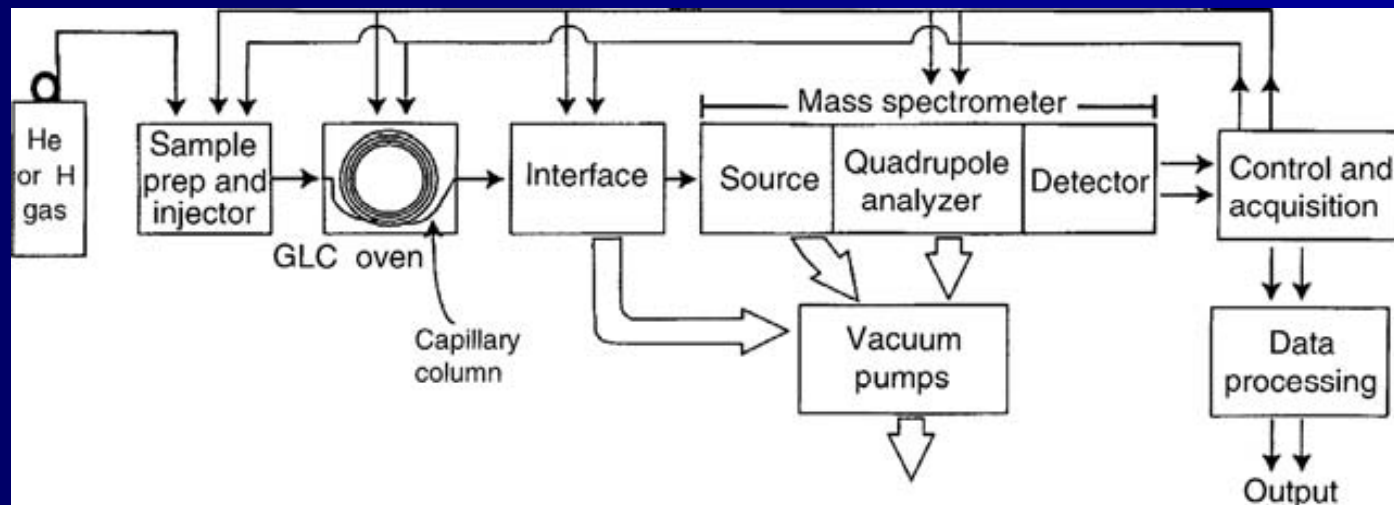 He
or H
gas
Sample
prep and
injector
GLC oven
Capillary
column
Interface
Mass spectrometer
Source
Quadrupole
analyzer
Detector
Vacuum
pumps
Control and
acquisition
Data
processing
Output